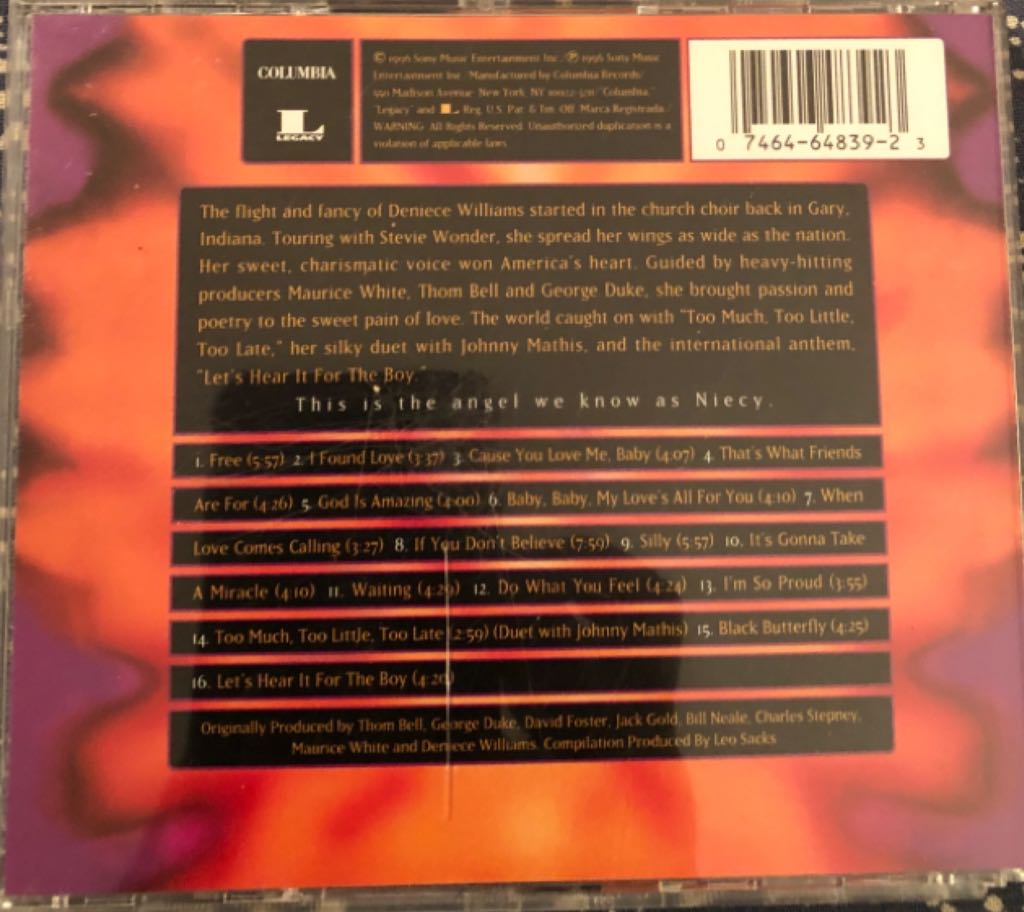 COLUMBIA
L
LEGACY
© 1996 Sony Music Entertainment Inc. ℗ 1996 Sony Music
Entertainment Inc. Manufactured by Columbia Records/
550 Madison Avenue New York, NY 10022-3211/"Columbia,"
"Legacy" and L Reg. U.S. Pat. & Tm. Off. Marca Registrada./
WARNING: All Rights Reserved. Unauthorized duplication is a
violation of applicable laws.
0 7464-64839-2 3
The flight and fancy of Deniece Williams started in the church choir back in Gary,
Indiana. Touring with Stevie Wonder, she spread her wings as wide as the nation.
Her sweet, charismatic voice won America's heart. Guided by heavy-hitting
producers Maurice White, Thom Bell and George Duke, she brought passion and
poetry to the sweet pain of love. The world caught on with "Too Much, Too Little,
Too Late," her silky duet with Johnny Mathis, and the international anthem,
"Let's Hear It For The Boy."
This is the angel we know as Niecy.
1. Free (5:57) 2. I Found Love (3:37) 3. Cause You Love Me, Baby (4:07) 4. That's What Friends
Are For (4:26) 5. God Is Amazing (4:00) 6. Baby, Baby, My Love's All For You (4:10) 7. When
Love Comes Calling (3:27) 8. If You Don't Believe (7:59) 9. Silly (5:57) 10. It's Gonna Take
A Miracle (4:10) 11. Waiting (4:29) 12. Do What You Feel (4:24) 13. I'm So Proud (3:55)
14. Too Much, Too Little, Too Late (2:59) (Duet with Johnny Mathis) 15. Black Butterfly (4:25)
16. Let's Hear It For The Boy (4:20)
Originally Produced by Thom Bell, George Duke, David Foster, Jack Gold, Bill Neale, Charles Stepney,
Maurice White and Deniece Williams. Compilation Produced By Leo Sacks